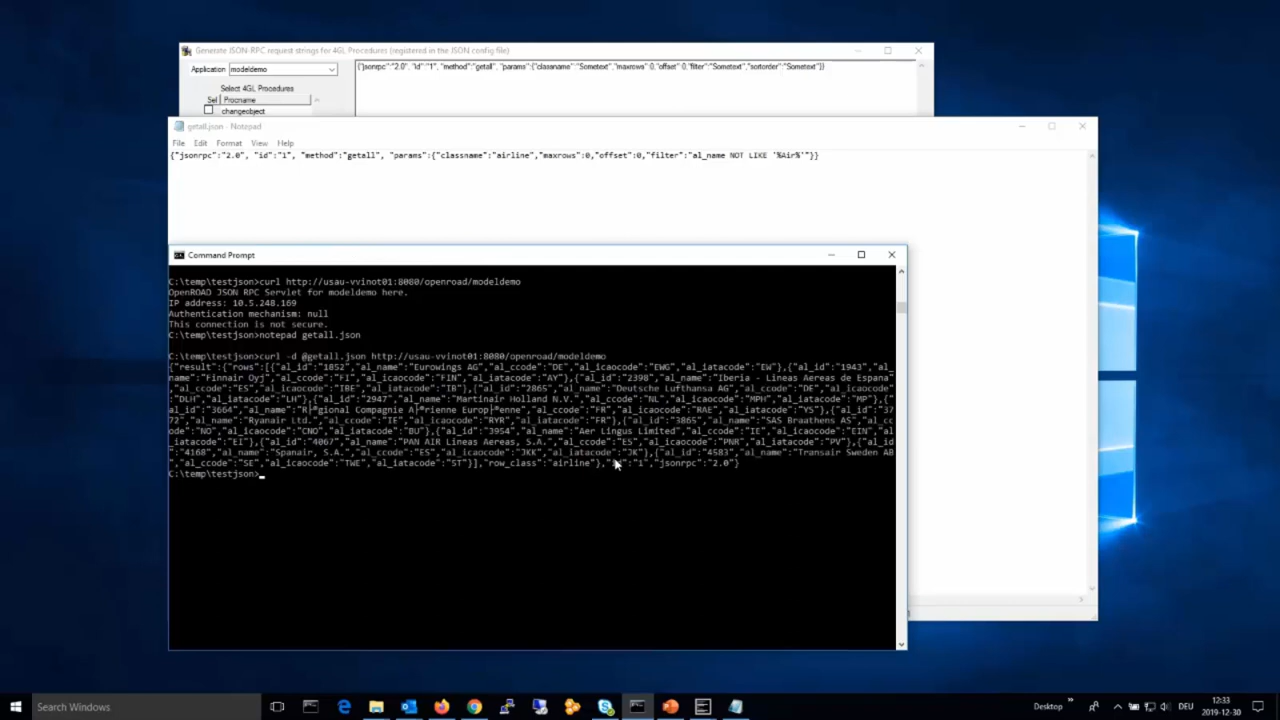 Generate JSON-RPC request strings for 4GL Procedures (registered in the JSON config file)
Application modeldemo
{"jsonrpc":"2.0", "id":"1", "method":"getall", "params":{"classname":"Sometext","maxrows":0,"offset":0,"filter":"Sometext","sortorder":"Sometext"}}
Select 4GL Procedures
Sel Procname
changeobject
getall.json - Notepad
File Edit Format View Help
{"jsonrpc":"2.0", "id":"1", "method":"getall", "params":{"classname":"airline","maxrows":0,"offset":0,"filter":"al_name NOT LIKE '%Air%'"}}
Command Prompt
C:\temp\testjson>curl http://usau-vvinot01:8080/openroad/modeldemo
OpenROAD JSON RPC Servlet for modeldemo here.
IP address: 10.5.248.169
Authentication mechanism: null
This connection is not secure.
C:\temp\testjson>notepad getall.json
C:\temp\testjson>curl -d @getall.json http://usau-vvinot01:8080/openroad/modeldemo
{"result":{"rows":[{"al_id":"1852","al_name":"Eurowings AG","al_ccode":"DE","al_icaocode":"EWG","al_iatacode":"EW"},{"al_id":"1943","al_
name":"Finnair Oyj","al_ccode":"FI","al_icaocode":"FIN","al_iatacode":"AY"},{"al_id":"2398","al_name":"Iberia - Lineas Aereas de Espana"
,"al_ccode":"ES","al_icaocode":"IBE","al_iatacode":"IB"},{"al_id":"2865","al_name":"Deutsche Lufthansa AG","al_ccode":"DE","al_icaocode"
:"DLH","al_iatacode":"LH"},{"al_id":"2947","al_name":"Martinair Holland N.V.","al_ccode":"NL","al_icaocode":"MPH","al_iatacode":"MP"},{"
al_id":"3664","al_name":"R├®gional Compagnie A├®rienne Europ├®enne","al_ccode":"FR","al_icaocode":"RAE","al_iatacode":"YS"},{"al_id":"37
72","al_name":"Ryanair Ltd.","al_ccode":"IE","al_icaocode":"RYR","al_iatacode":"FR"},{"al_id":"3865","al_name":"SAS Braathens AS","al_cc
ode":"NO","al_icaocode":"CNO","al_iatacode":"BU"},{"al_id":"3954","al_name":"Aer Lingus Limited","al_ccode":"IE","al_icaocode":"EIN","al
_iatacode":"EI"},{"al_id":"4067","al_name":"PAN AIR Lineas Aereas, S.A.","al_ccode":"ES","al_icaocode":"PNR","al_iatacode":"PV"},{"al_id
":"4168","al_name":"Spanair, S.A.","al_ccode":"ES","al_icaocode":"JKK","al_iatacode":"JK"},{"al_id":"4583","al_name":"Transair Sweden AB
","al_ccode":"SE","al_icaocode":"TWE","al_iatacode":"ST"}],"row_class":"airline"},"id":"1","jsonrpc":"2.0"}
C:\temp\testjson>
Search Windows
Desktop
DEU
12:33
2019-12-30